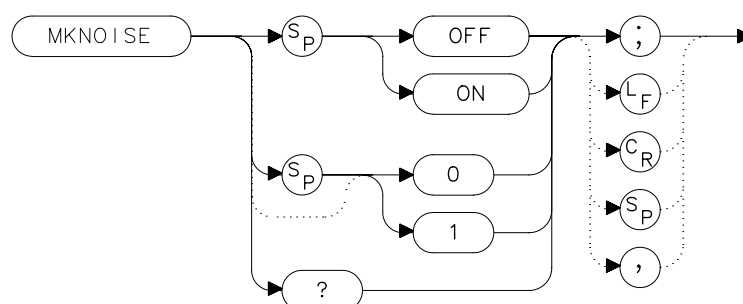 MKNOISE
SP
OFF
;
ON
LF
SP
0
CR
1
SP
?
,